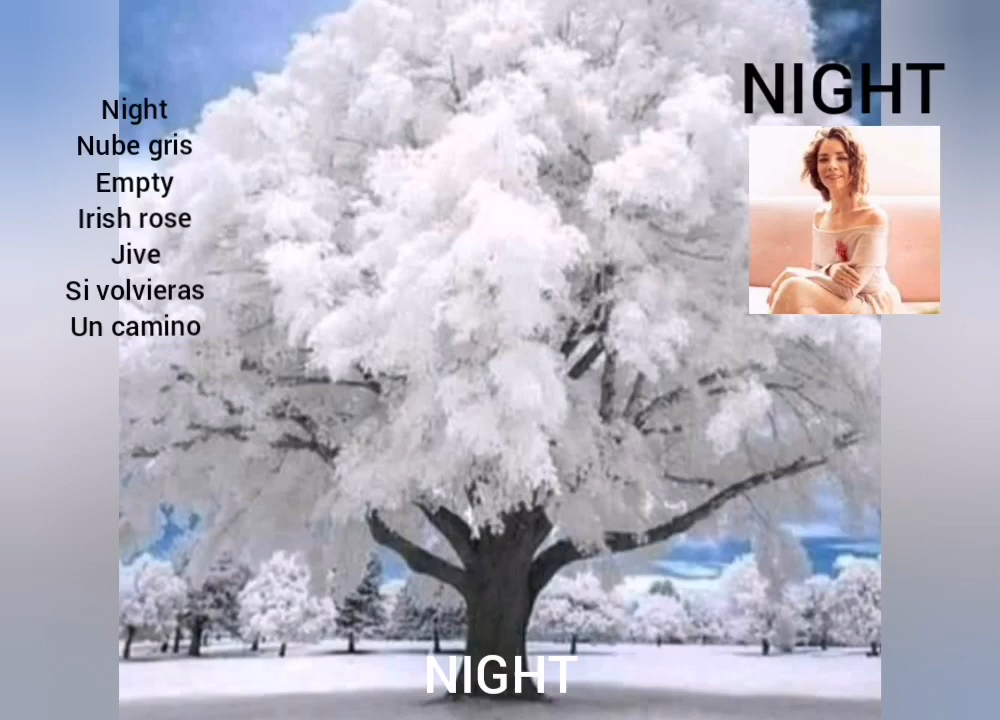 NIGHT
Night
Nube gris
Empty
Irish rose
Jive
Si volvieras
Un camino
NIGHT